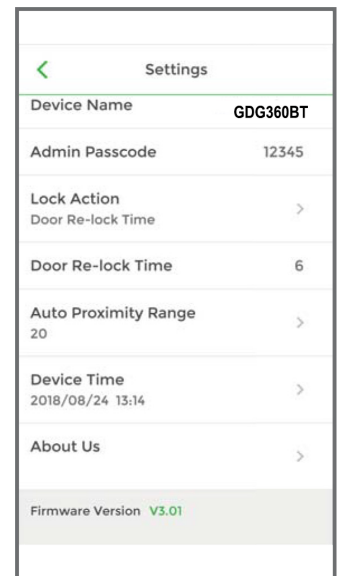 Settings
Device Name GDG360BT
Admin Passcode 12345
Lock Action
Door Re-lock Time
Door Re-lock Time 6
Auto Proximity Range
20
Device Time
2018/08/24 13:14
About Us
Firmware Version V3.01